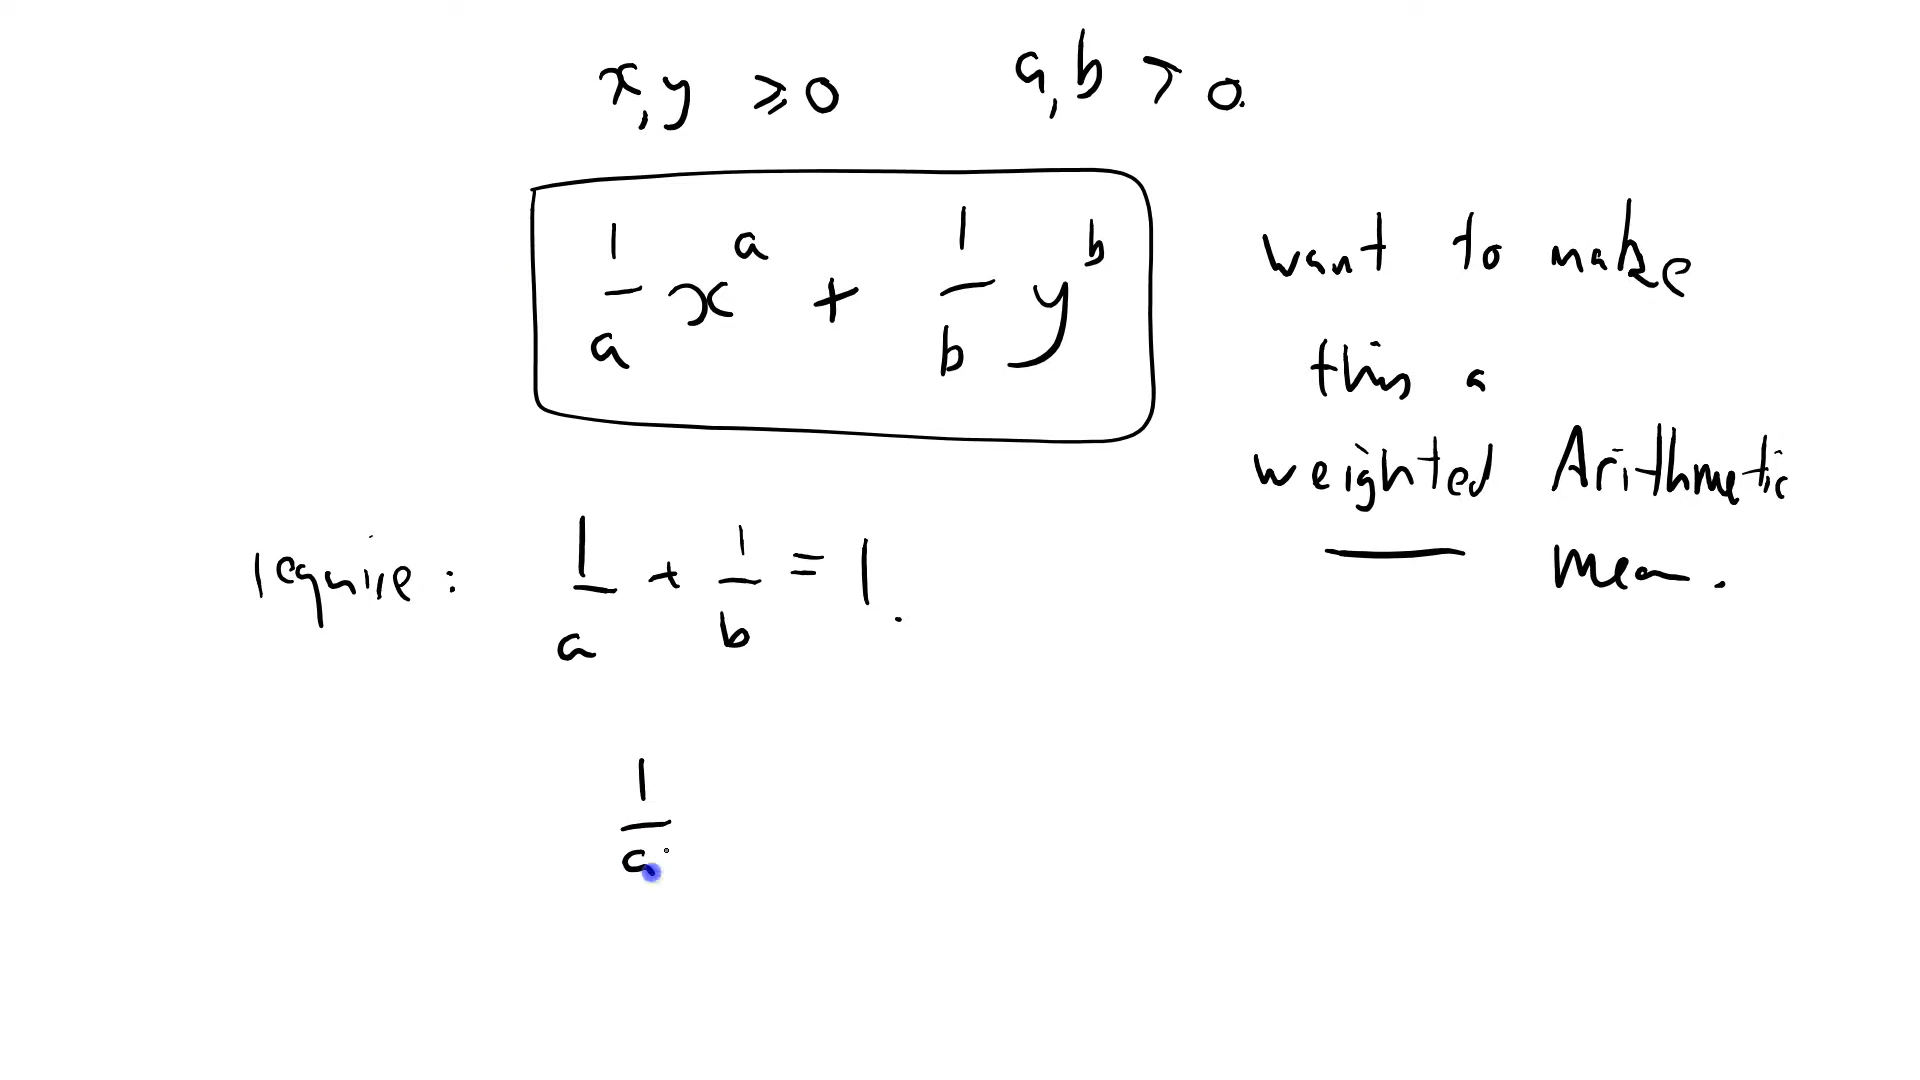 x, y ⩾ 0    a, b > 0.
1/a x^a + 1/b y^b
want to make
this a
weighted Arithmetic
mean.
require: 1/a + 1/b = 1.
1/a